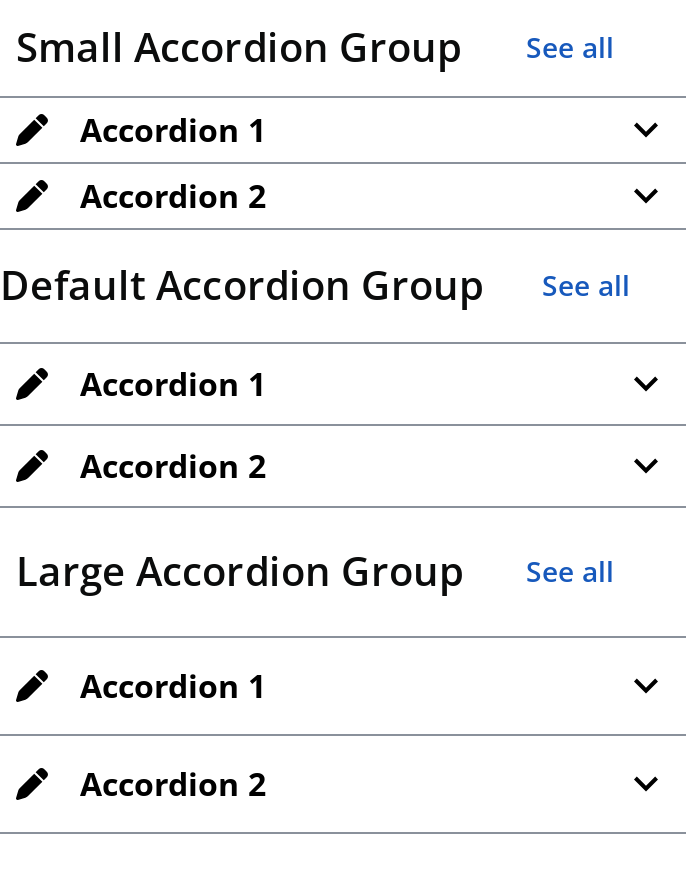 Small Accordion Group See all
Accordion 1
Accordion 2
Default Accordion Group See all
Accordion 1
Accordion 2
Large Accordion Group See all
Accordion 1
Accordion 2